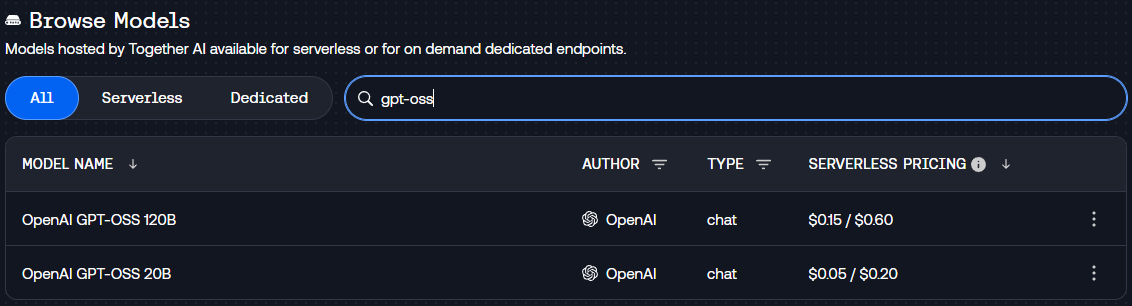 Browse Models
Models hosted by Together AI available for serverless or for on demand dedicated endpoints.
All Serverless Dedicated gpt-oss
MODEL NAME AUTHOR TYPE SERVERLESS PRICING
OpenAI GPT-OSS 120B OpenAI chat $0.15 / $0.60
OpenAI GPT-OSS 20B OpenAI chat $0.05 / $0.20